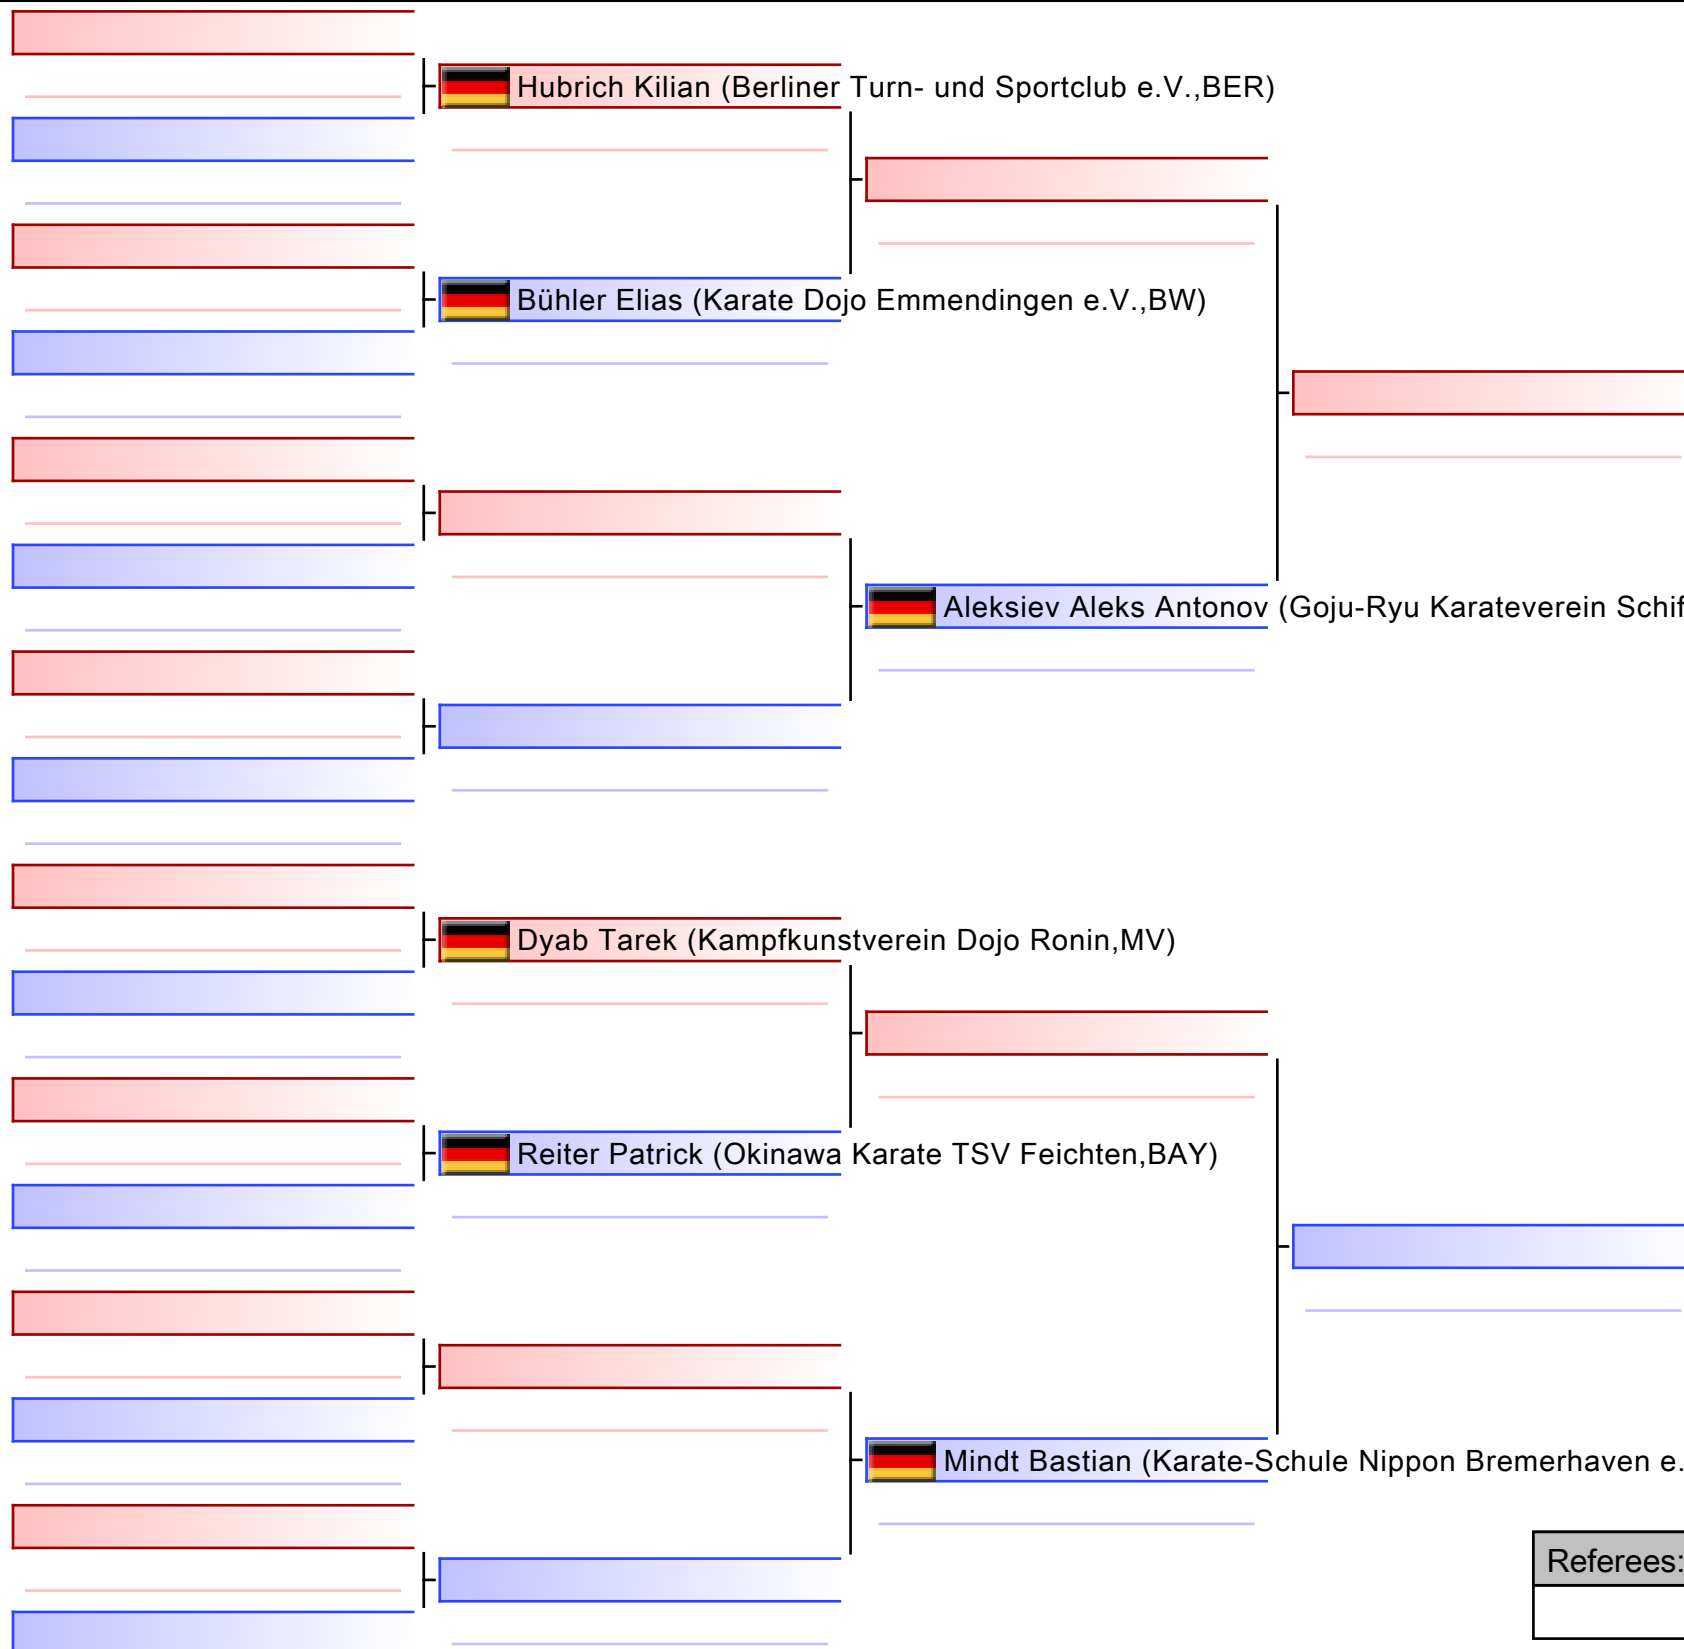 Hubrich Kilian (Berliner Turn- und Sportclub e.V.,BER)
Bühler Elias (Karate Dojo Emmendingen e.V.,BW)
Aleksiev Aleks Antonov (Goju-Ryu Karateverein Schif
Dyab Tarek (Kampfkunstverein Dojo Ronin,MV)
Reiter Patrick (Okinawa Karate TSV Feichten,BAY)
Mindt Bastian (Karate-Schule Nippon Bremerhaven e.
Referees: